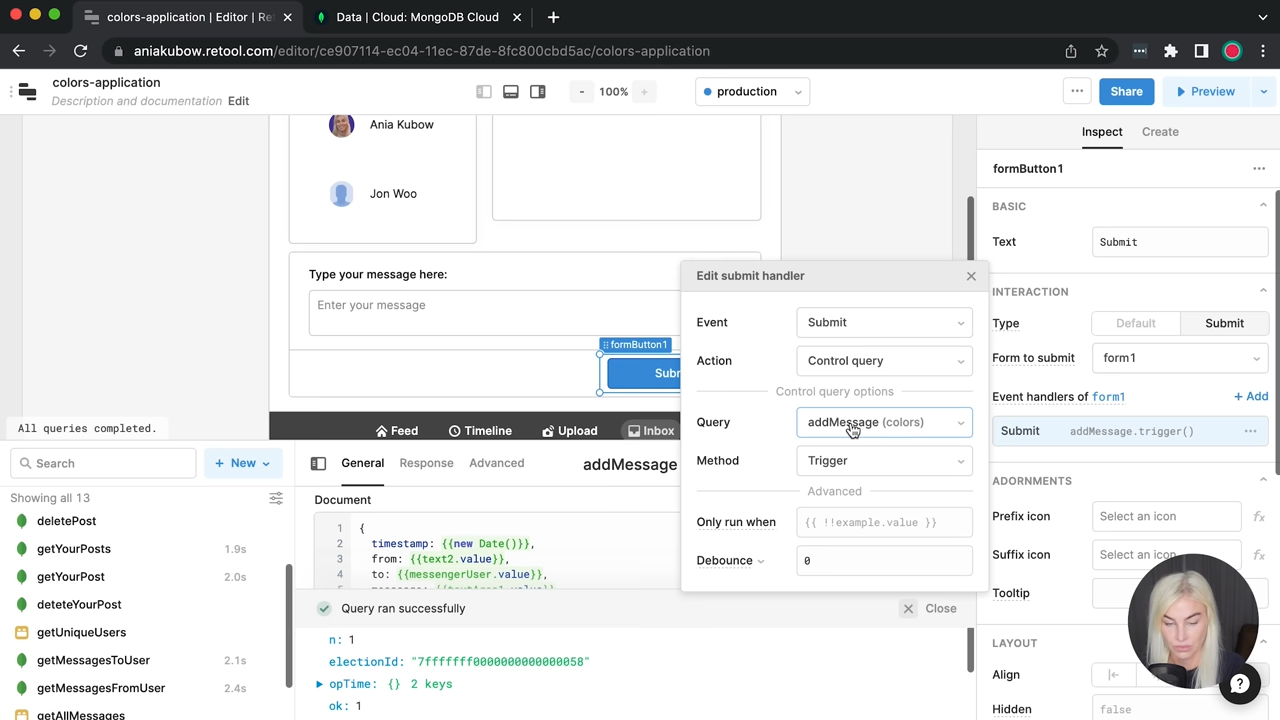 colors-application | Editor | Ret
Data | Cloud: MongoDB Cloud
aniakubow.retool.com/editor/ce907114-ec04-11ec-87de-8fc800cbd5ac/colors-application
colors-application
Description and documentation Edit
- 100% +
production
Share
Preview
Ania Kubow
Jon Woo
Type your message here:
Enter your message
formButton1
Subm
Feed
Timeline
Upload
Inbox
Edit submit handler
Event
Submit
Action
Control query
Control query options
Query
addMessage (colors)
Method
Trigger
Advanced
Only run when
{{ !!example.value }}
Debounce
0
Inspect
Create
formButton1
BASIC
Text
Submit
INTERACTION
Type
Default
Submit
Form to submit
form1
Event handlers of form1
+ Add
Submit addMessage.trigger()
ADORNMENTS
Prefix icon
Select an icon
fx
Suffix icon
Select an icon
fx
Tooltip
LAYOUT
Align
Hidden
false
?
All queries completed.
Search
+ New
Showing all 13
deletePost
getYourPosts 1.9s
getYourPost 2.0s
deteteYourPost
getUniqueUsers
getMessagesToUser 2.1s
getMessagesFromUser 2.4s
getAllMessages
General
Response
Advanced
addMessage
Document
1 {
2 timestamp: {{new Date()}},
3 from: {{text2.value}},
4 to: {{messengerUser.value}},
Query ran successfully
Close
n: 1
electionId: "7fffffff0000000000000058"
opTime: {} 2 keys
ok: 1